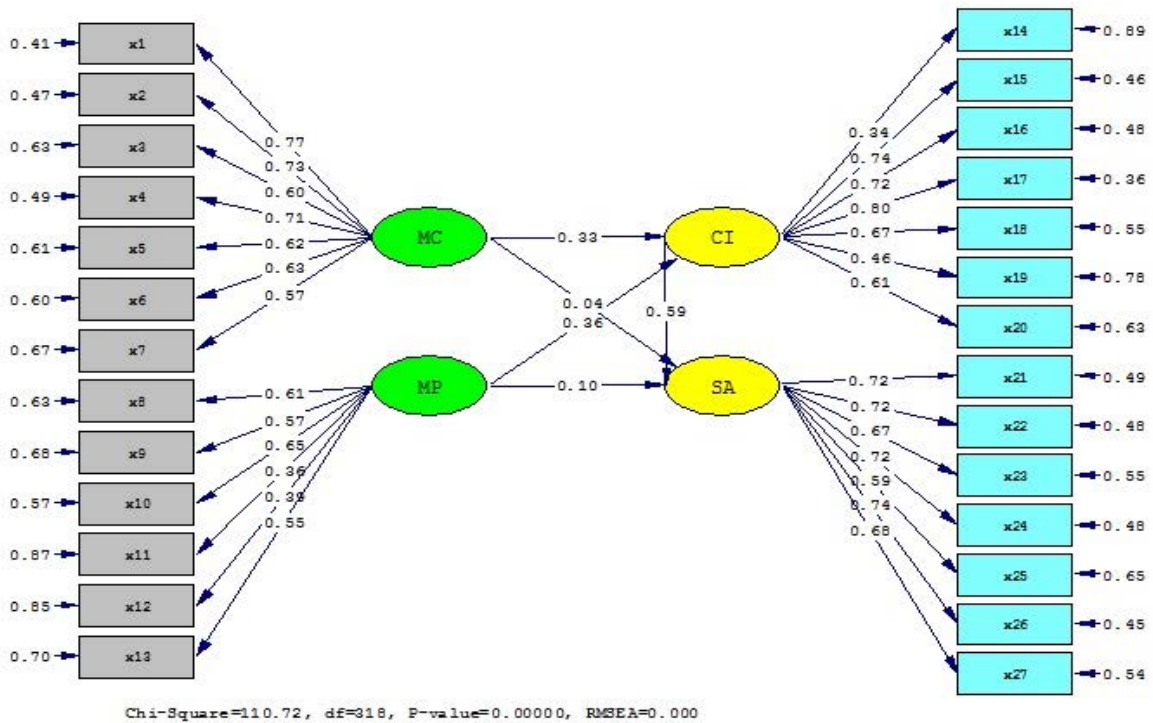 0.41 x1
0.47 x2
0.63 x3
0.49 x4
0.61 x5
0.60 x6
0.67 x7
0.63 x8
0.68 x9
0.57 x10
0.87 x11
0.85 x12
0.70 x13
0.77
0.73
0.60
0.71
0.62
0.63
0.57
0.61
0.57
0.65
0.36
0.39
0.55
MC
MP
0.33
0.04
0.36
0.59
0.10
CI
SA
0.34
0.74
0.72
0.80
0.67
0.46
0.61
0.72
0.72
0.67
0.72
0.59
0.74
0.68
x14 0.89
x15 0.46
x16 0.48
x17 0.36
x18 0.55
x19 0.78
x20 0.63
x21 0.49
x22 0.48
x23 0.55
x24 0.48
x25 0.65
x26 0.45
x27 0.54
Chi-Square=110.72, df=318, P-value=0.00000, RMSEA=0.000